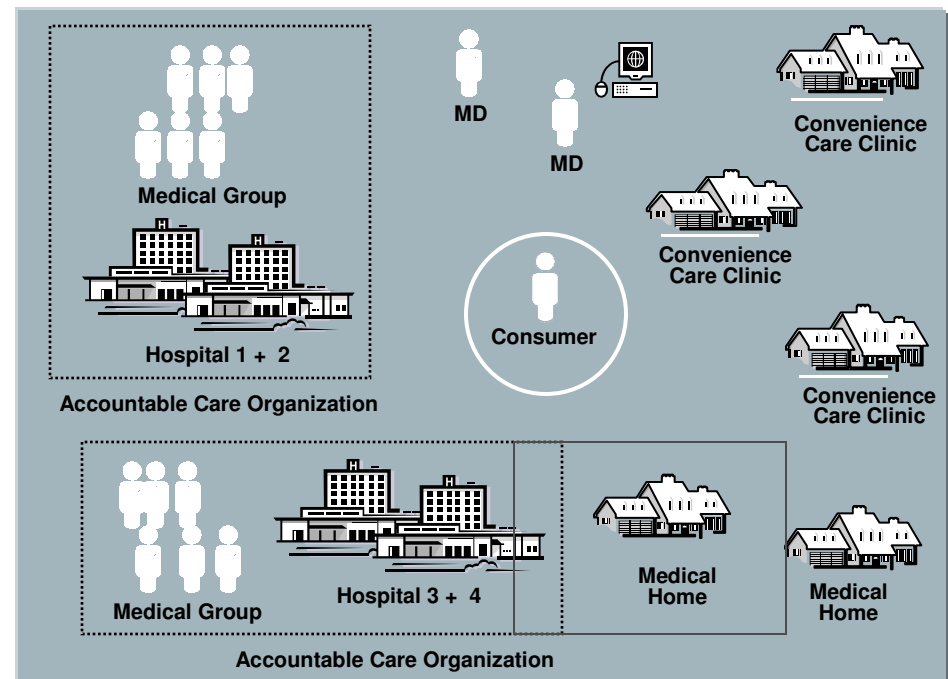 MD
MD
Convenience
Care Clinic
Medical Group
Convenience
Care Clinic
Consumer
Hospital 1 + 2
H
H
Accountable Care Organization
Convenience
Care Clinic
Medical Group
Hospital 3 + 4
H
H
Medical
Home
Medical
Home
Accountable Care Organization